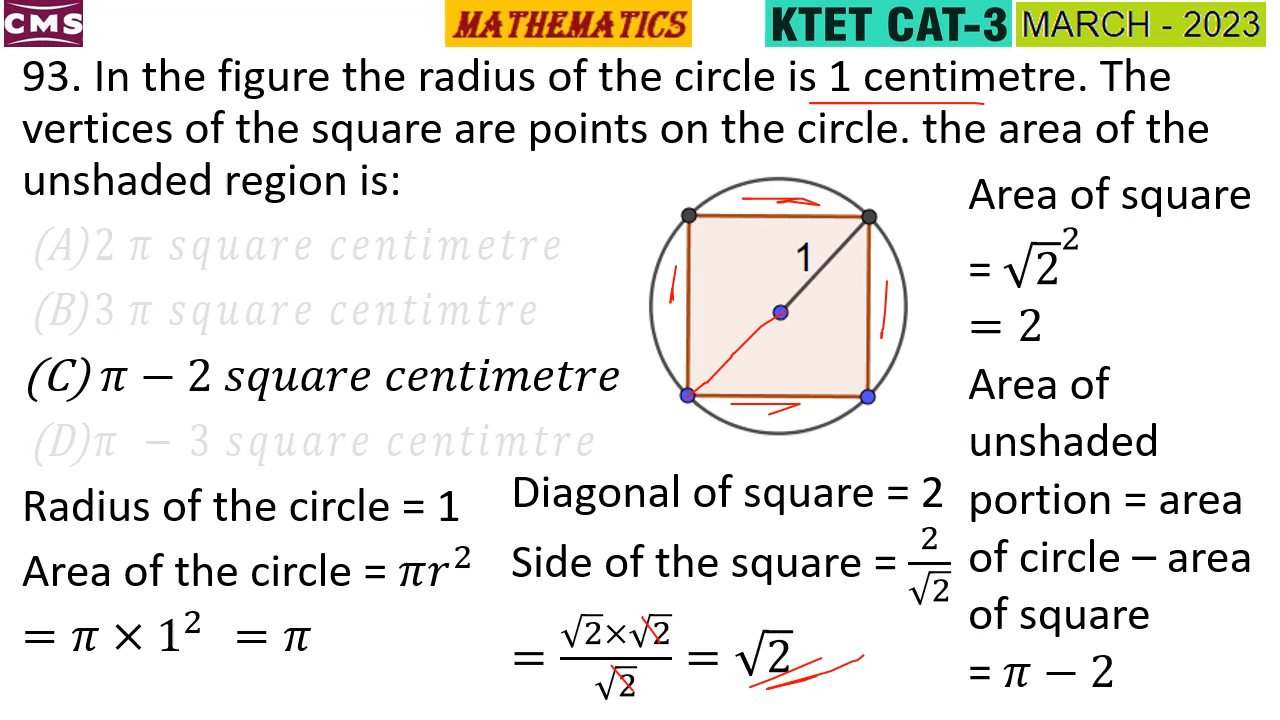 CMS
MATHEMATICS
KTET CAT-3
MARCH - 2023
93. In the figure the radius of the circle is 1 centimetre. The
vertices of the square are points on the circle. the area of the
unshaded region is:
(A)2 π square centimetre
(B)3 π square centimtre
(C) π − 2 square centimetre
(D)π − 3 square centimtre
1
Radius of the circle = 1
Area of the circle = πr²
= π × 1² = π
Diagonal of square = 2
Side of the square = 2/√2
= √2×√2/√2 = √2
Area of square
= √2²
= 2
Area of
unshaded
portion = area
of circle – area
of square
= π − 2